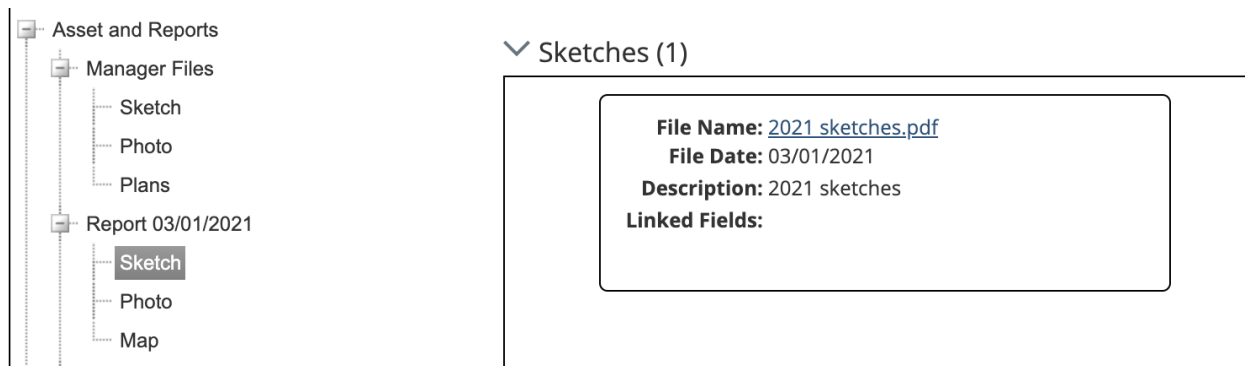 Asset and Reports
Manager Files
Sketch
Photo
Plans
Report 03/01/2021
Sketch
Photo
Map
Sketches (1)
File Name: 2021 sketches.pdf
File Date: 03/01/2021
Description: 2021 sketches
Linked Fields: